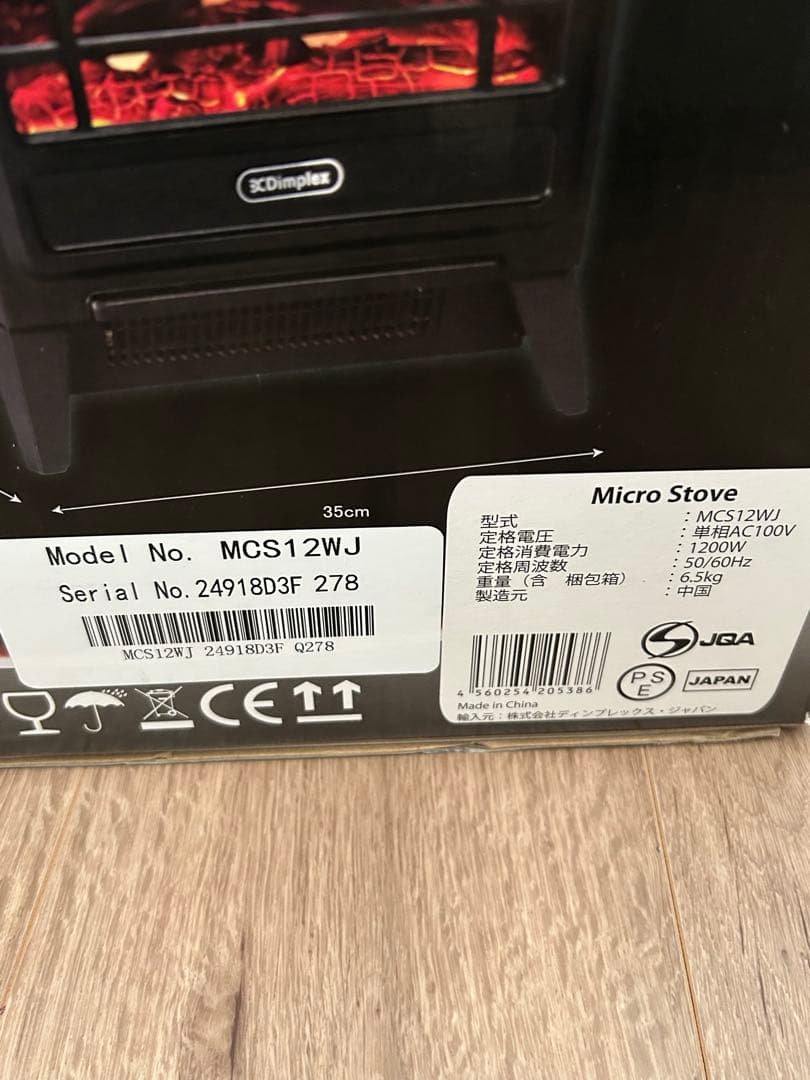 Dimplex
35cm
Model No. MCS12WJ
Serial No. 24918D3F 278
MCS12WJ 24918D3F Q278
CE
Micro Stove
型式 : MCS12WJ
定格電圧 : 単相AC100V
定格消費電力 : 1200W
定格周波数 : 50/60Hz
重量（含 梱包箱） : 6.5kg
製造元 : 中国
JQA
4 560254 205386
PSE
JAPAN
Made in China
輸入元：株式会社ディンプレックス・ジャパン